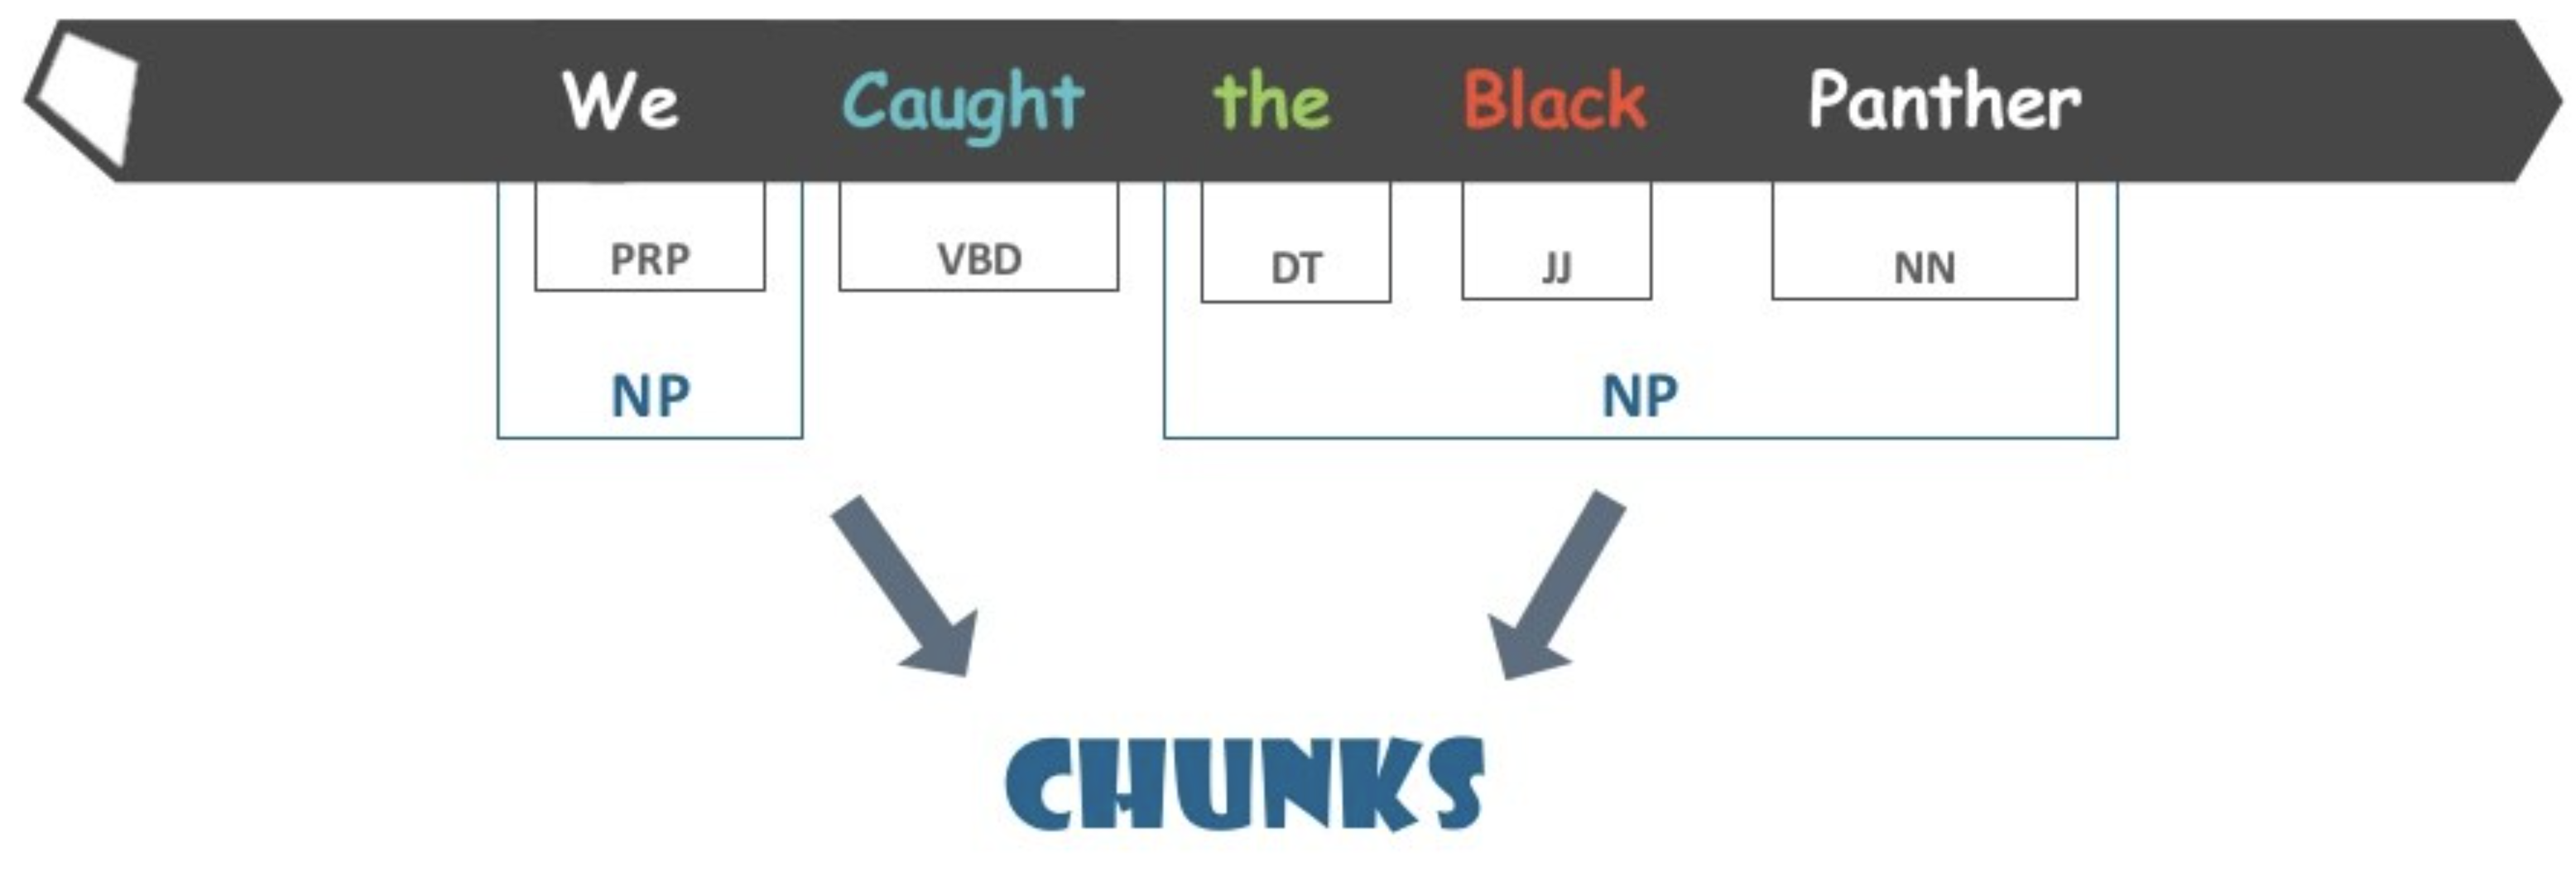 We Caught the Black Panther
PRP VBD DT JJ NN
NP NP
CHUNKS